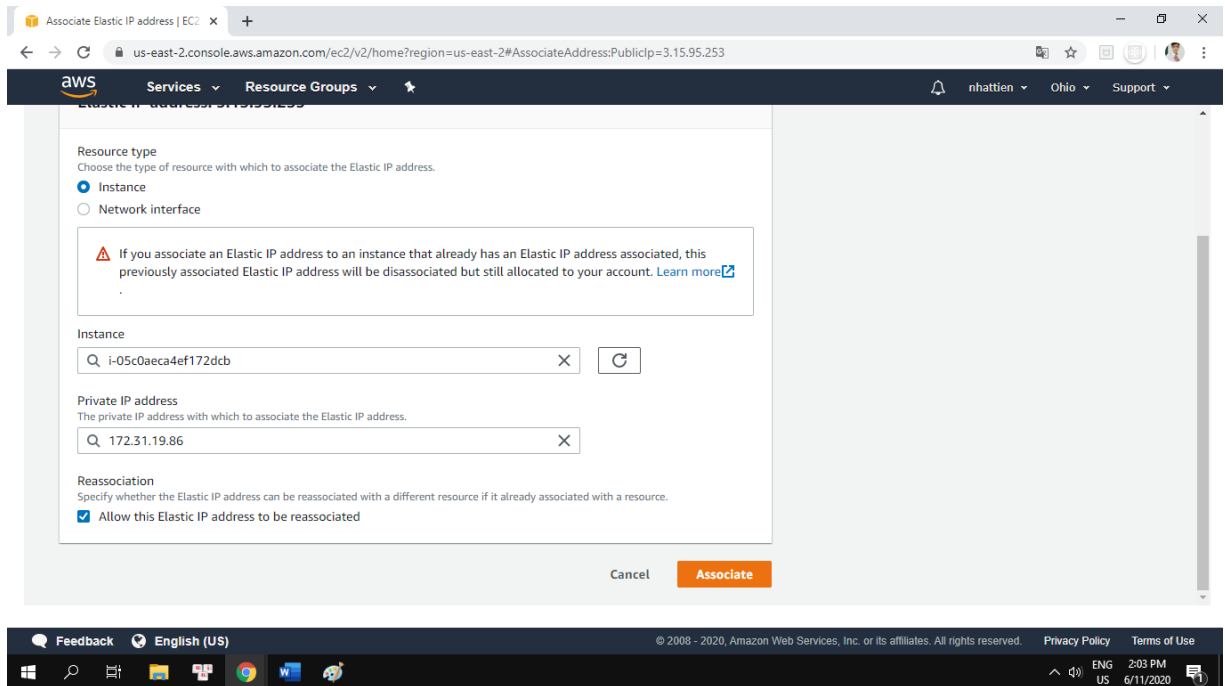 Associate Elastic IP address | EC2
us-east-2.console.aws.amazon.com/ec2/v2/home?region=us-east-2#AssociateAddress:PublicIp=3.15.95.253
aws Services Resource Groups nhattien Ohio Support
Elastic IP address: 3.15.95.253
Resource type
Choose the type of resource with which to associate the Elastic IP address.
Instance
Network interface
If you associate an Elastic IP address to an instance that already has an Elastic IP address associated, this
previously associated Elastic IP address will be disassociated but still allocated to your account. Learn more
.
Instance
i-05c0aeca4ef172dcb
Private IP address
The private IP address with which to associate the Elastic IP address.
172.31.19.86
Reassociation
Specify whether the Elastic IP address can be reassociated with a different resource if it already associated with a resource.
Allow this Elastic IP address to be reassociated
Cancel Associate
Feedback English (US) © 2008 - 2020, Amazon Web Services, Inc. or its affiliates. All rights reserved. Privacy Policy Terms of Use
ENG 2:03 PM
US 6/11/2020